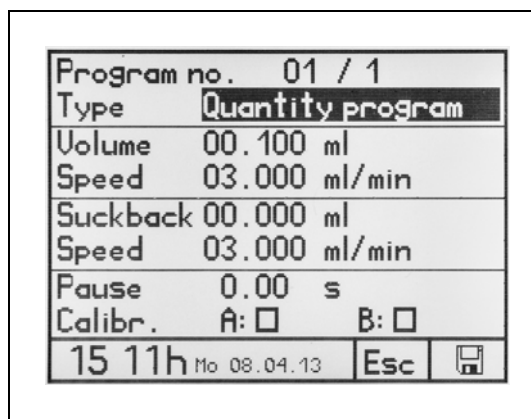 Program no. 01 / 1
Type Quantity program
Volume 00.100 ml
Speed 03.000 ml/min
Suckback 00.000 ml
Speed 03.000 ml/min
Pause 0.00 s
Calibr. A: B:
15 11h Mo 08.04.13 Esc